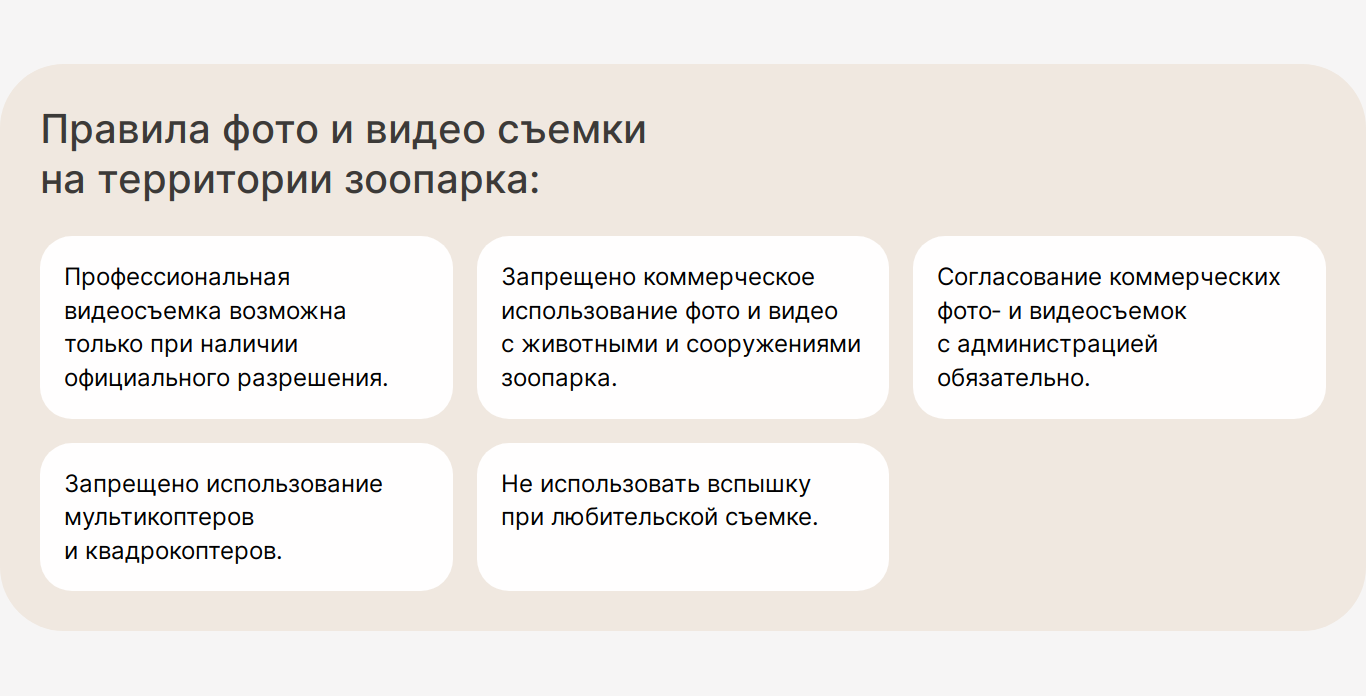 Правила фото и видео съемки
на территории зоопарка:
Профессиональная
видеосъемка возможна
только при наличии
официального разрешения.
Запрещено коммерческое
использование фото и видео
с животными и сооружениями
зоопарка.
Согласование коммерческих
фото- и видеосъемок
с администрацией
обязательно.
Запрещено использование
мультикоптеров
и квадрокоптеров.
Не использовать вспышку
при любительской съемке.